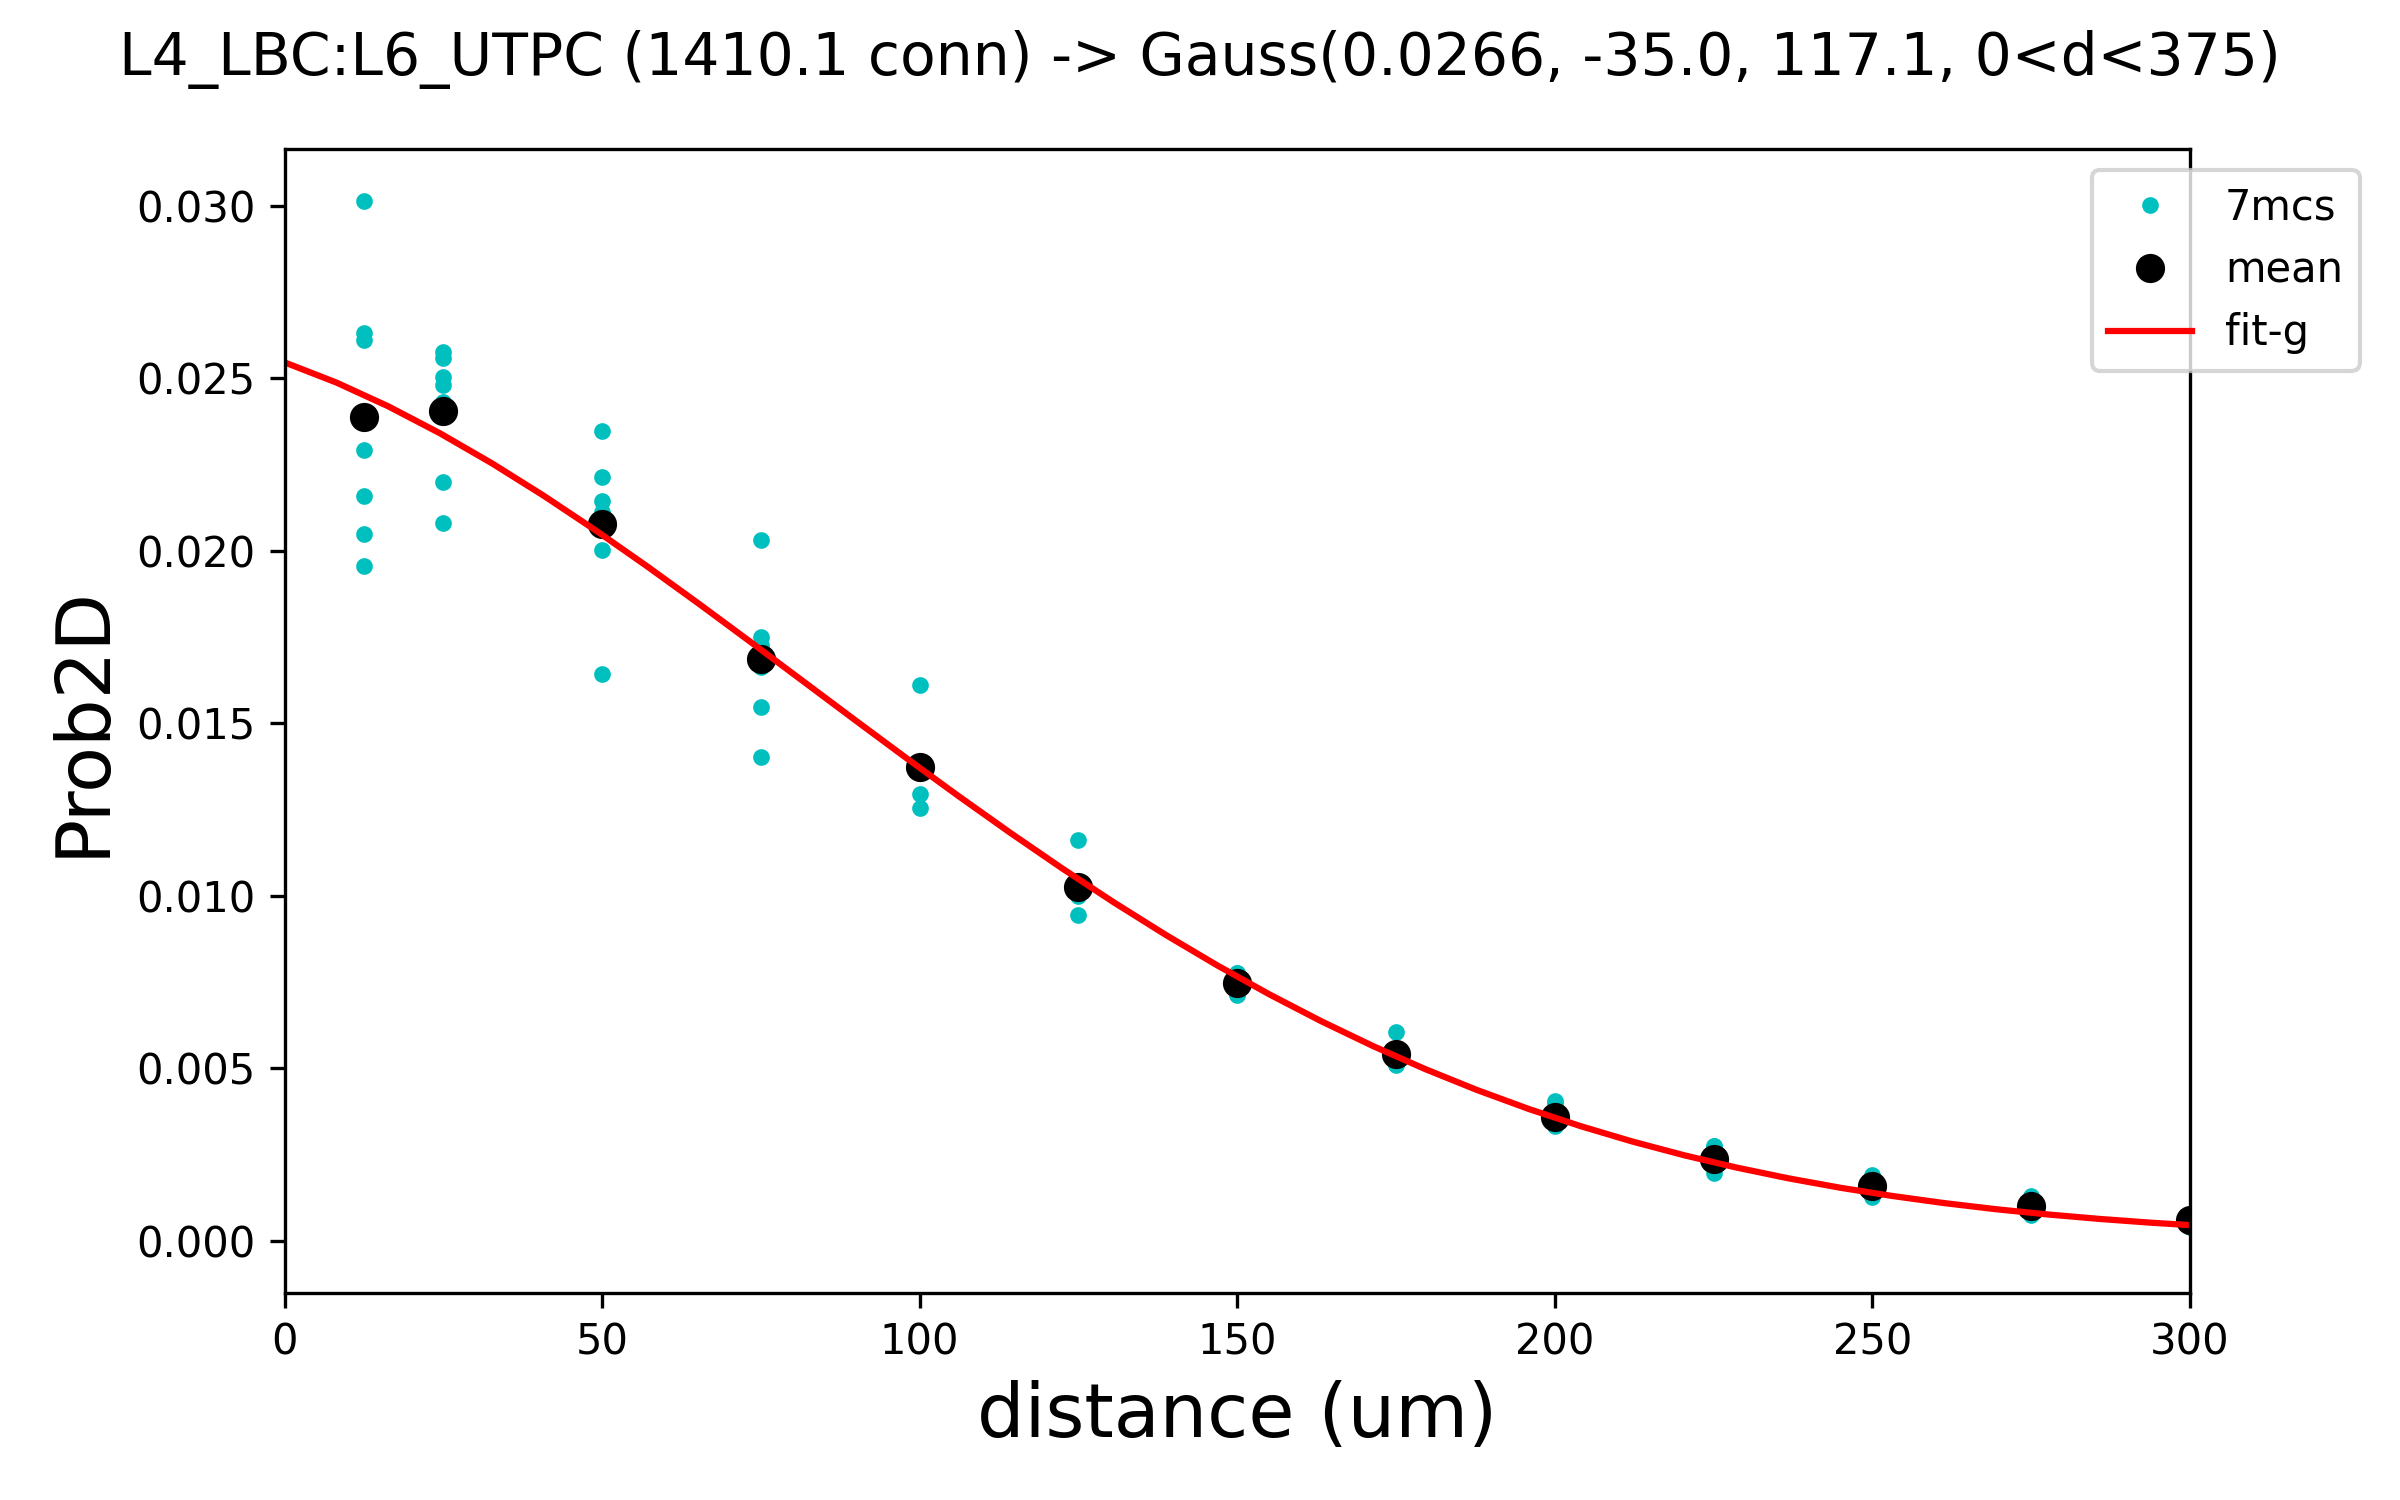 L4_LBC:L6_UTPC (1410.1 conn) -> Gauss(0.0266, -35.0, 117.1, 0<d<375)
7mcs
mean
fit-g
0.030
0.025
0.020
0.015
0.010
0.005
0.000
Prob2D
0 50 100 150 200 250 300
distance (um)